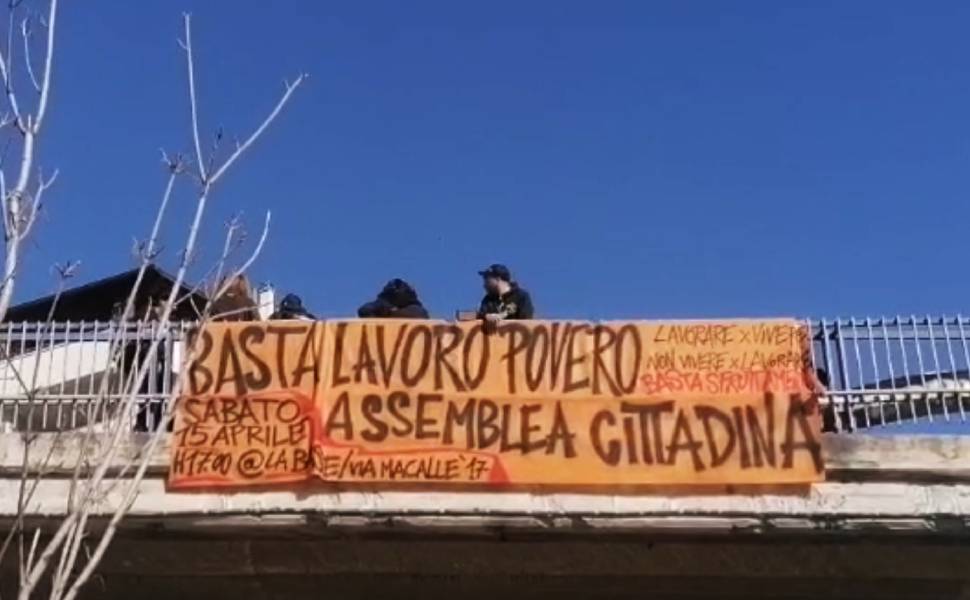 BASTA LAVORO POVERO
LAVORARE X VIVERE
NON VIVERE X LAVORARE
BASTA SFRUTTAMENTO
SABATO
15 APRILE
H17.00 @LA BASE/VIA MACALLE' 17
ASSEMBLEA CITTADINA